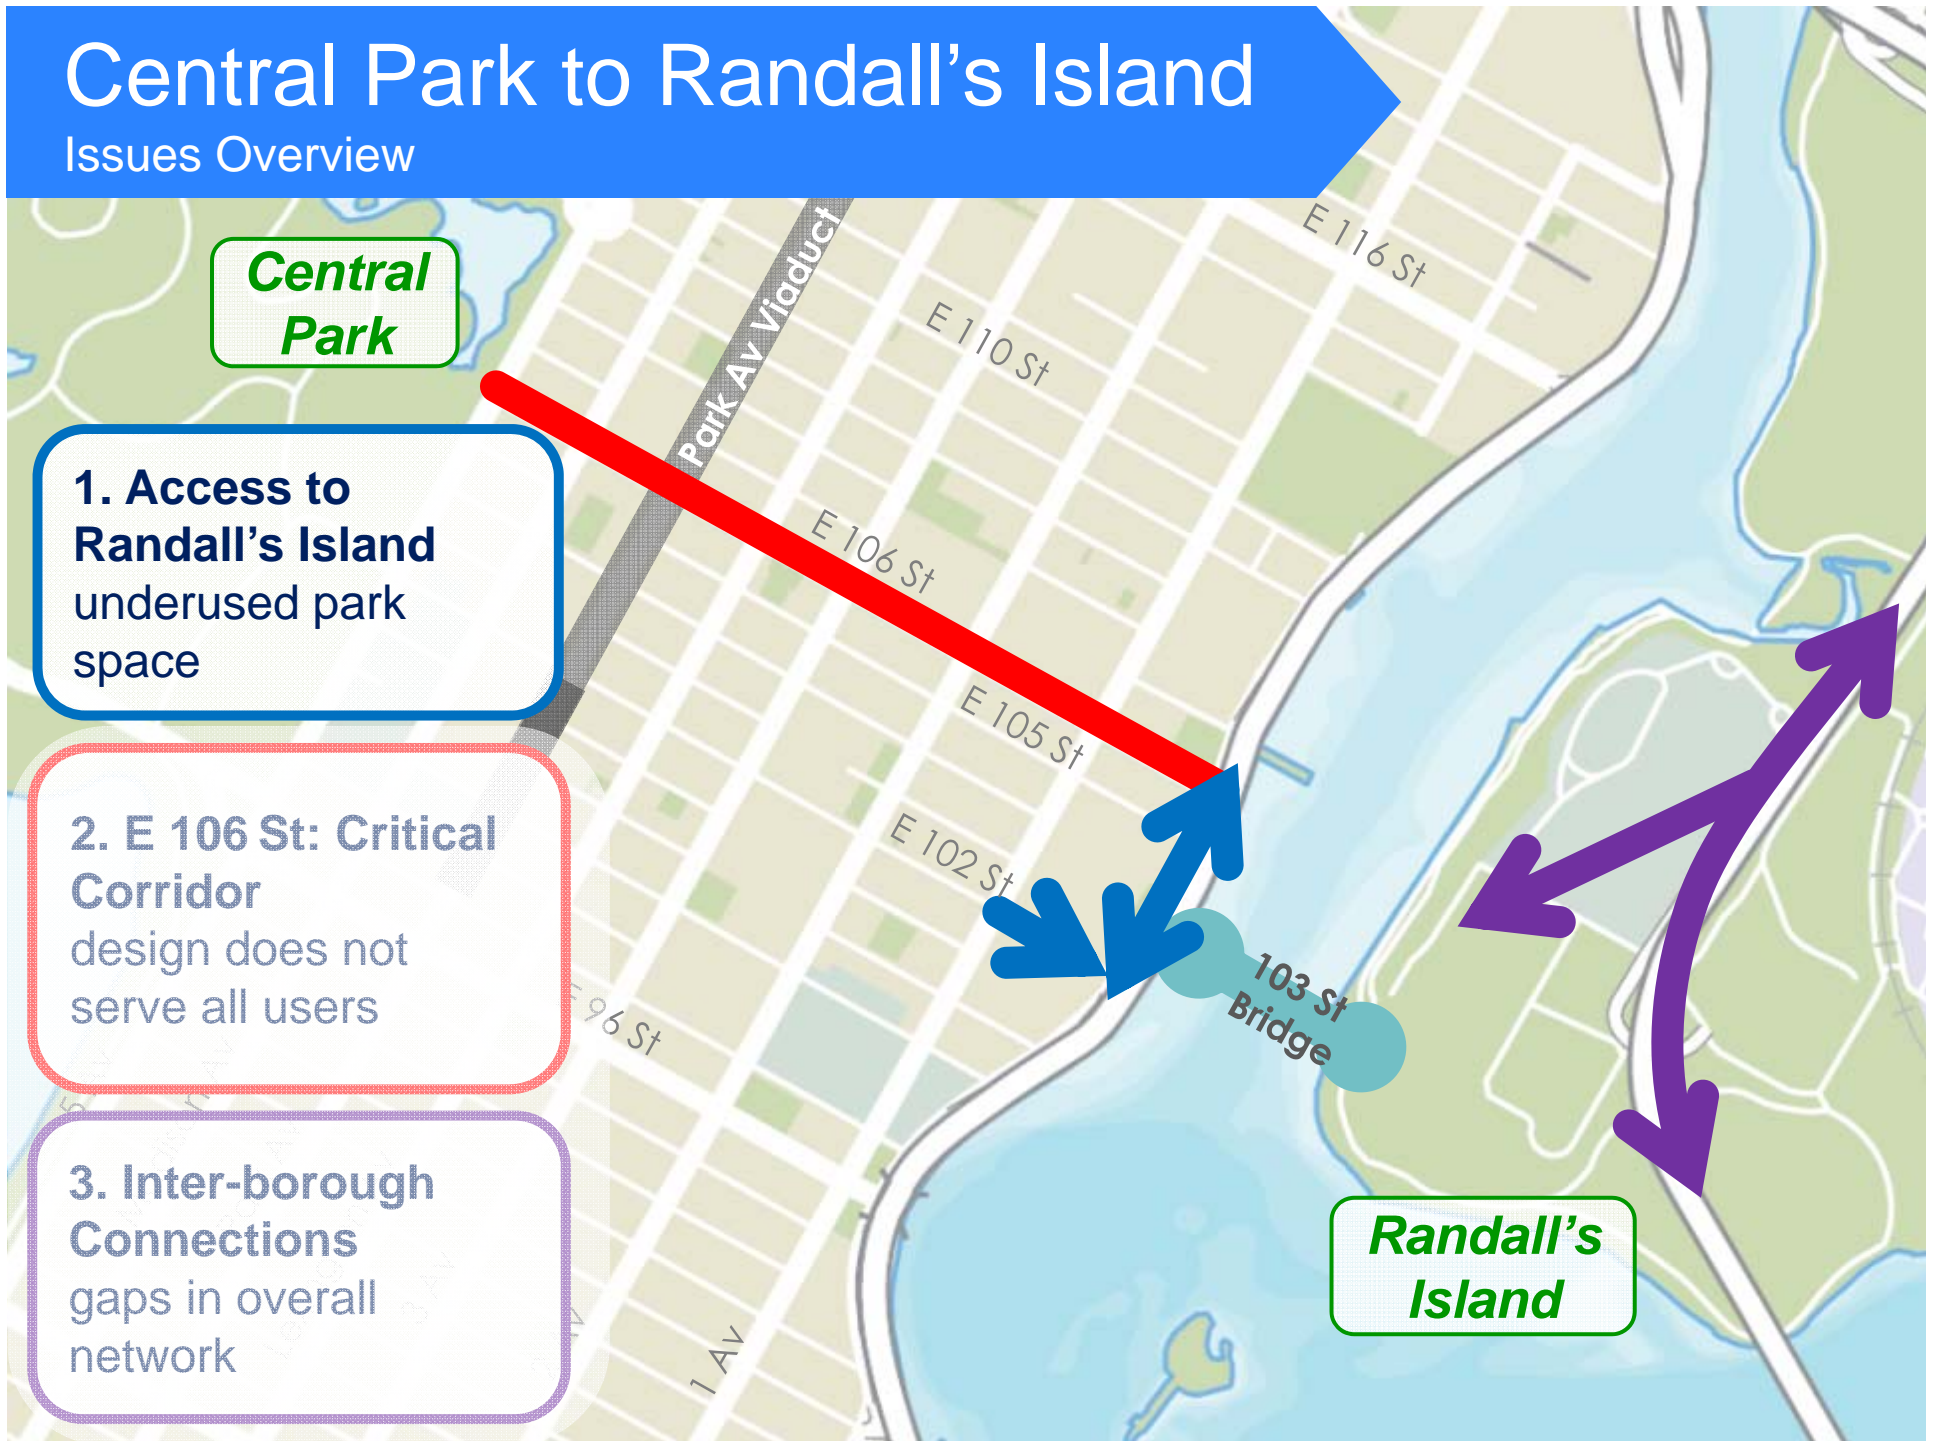 Central Park to Randall’s Island
Issues Overview
Central
Park
Park Av Viaduct
E 116 St
E 110 St
E 106 St
E 105 St
E 102 St
E 96 St
1 AV
3 AV
103 St
Bridge
1. Access to
Randall’s Island
underused park
space
2. E 106 St: Critical
Corridor
design does not
serve all users
3. Inter-borough
Connections
gaps in overall
network
Randall’s
Island